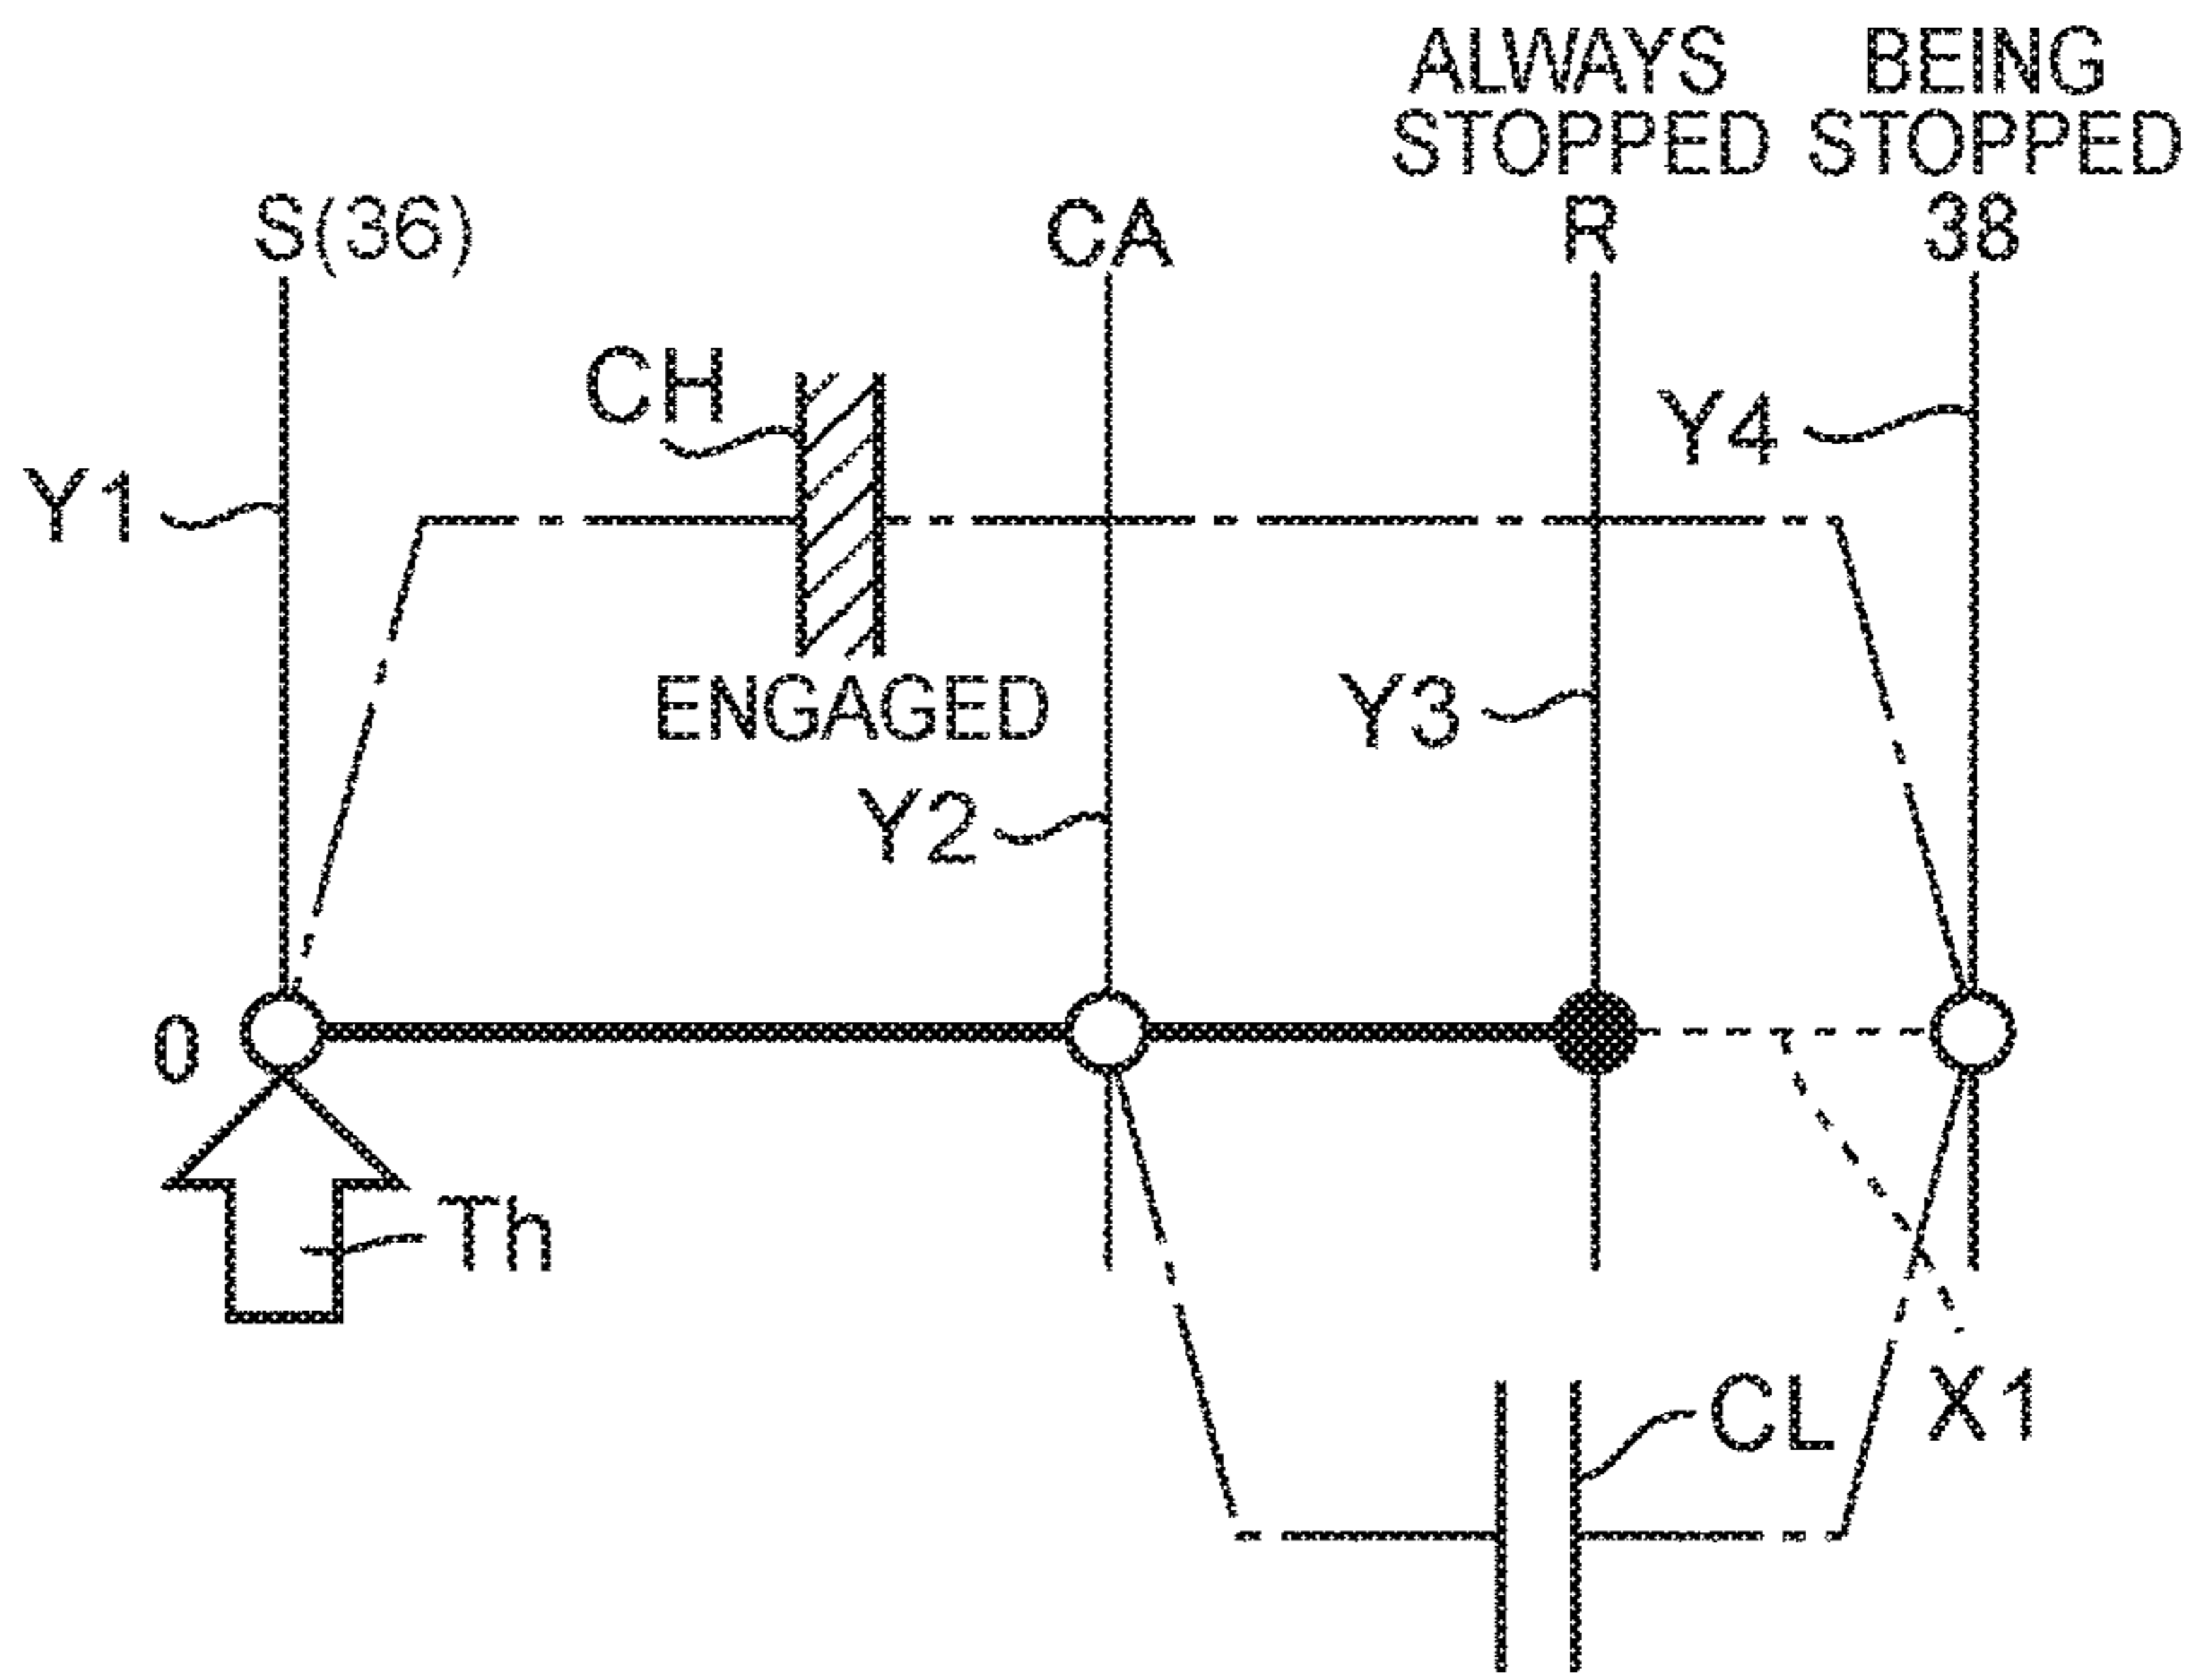 ALWAYS STOPPED
BEING STOPPED
S(36)
CA
R
38
CH
Y4
Y1
ENGAGED
Y3
Y2
0
Th
CL
X1